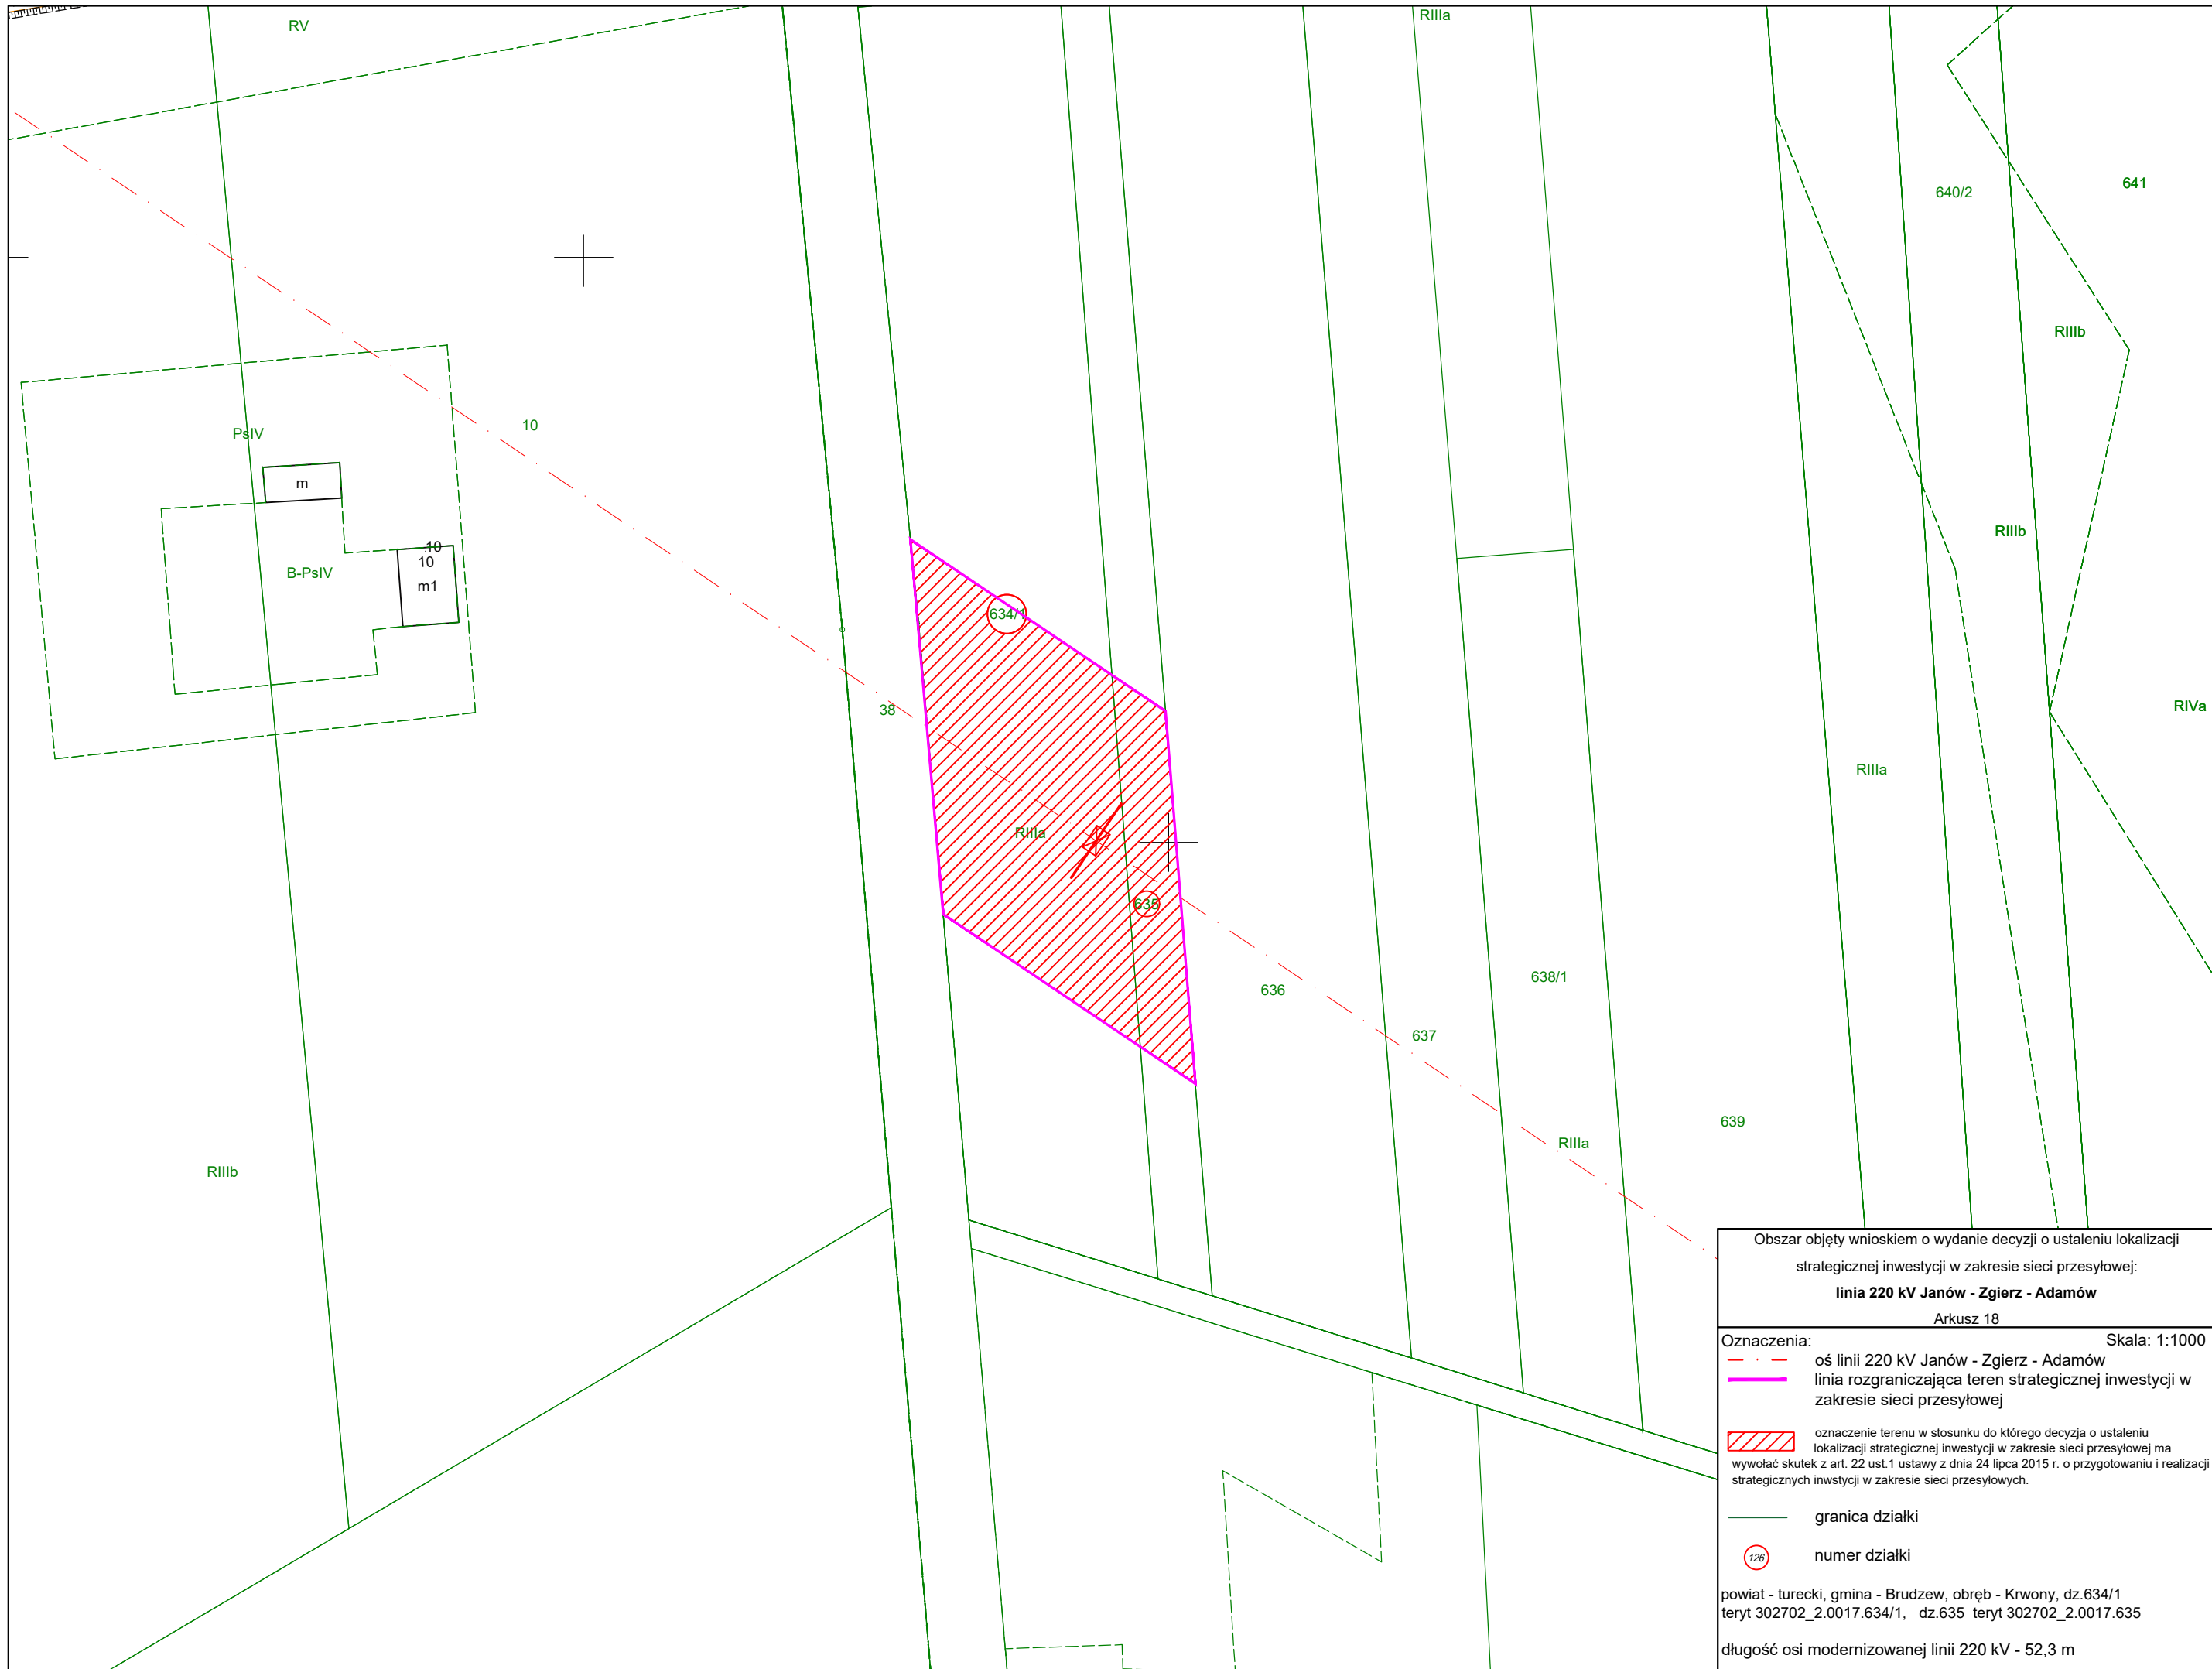 RV
RIIIa
640/2
641
RIIIb
10
PsIV
m
10
10
m1
B-PsIV
RIIIb
634/1
38
RIVa
RIIIa
RIIIa
635
636
638/1
637
639
RIIIa
RIIIb
Obszar objęty wnioskiem o wydanie decyzji o ustaleniu lokalizacji
strategicznej inwestycji w zakresie sieci przesyłowej:
linia 220 kV Janów - Zgierz - Adamów
Arkusz 18
Oznaczenia: Skala: 1:1000
oś linii 220 kV Janów - Zgierz - Adamów
linia rozgraniczająca teren strategicznej inwestycji w
zakresie sieci przesyłowej
oznaczenie terenu w stosunku do którego decyzja o ustaleniu
lokalizacji strategicznej inwestycji w zakresie sieci przesyłowej ma
wywołać skutek z art. 22 ust.1 ustawy z dnia 24 lipca 2015 r. o przygotowaniu i realizacji
strategicznych inwstycji w zakresie sieci przesyłowych.
granica działki
126
numer działki
powiat - turecki, gmina - Brudzew, obręb - Krwony, dz.634/1
teryt 302702_2.0017.634/1, dz.635 teryt 302702_2.0017.635
długość osi modernizowanej linii 220 kV - 52,3 m